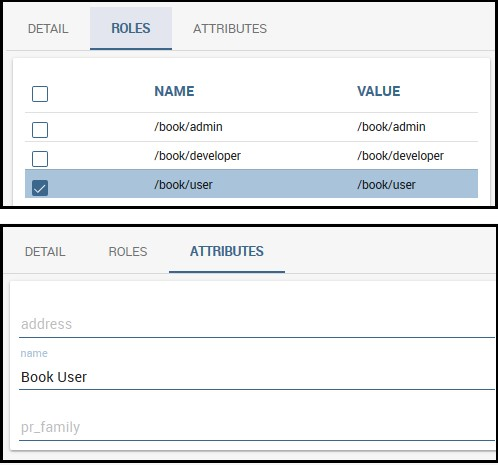 DETAIL ROLES ATTRIBUTES
NAME VALUE
/book/admin /book/admin
/book/developer /book/developer
/book/user /book/user
DETAIL ROLES ATTRIBUTES
address
name
Book User
pr_family